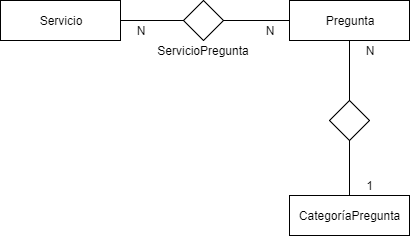 Servicio
Pregunta
N
N
ServicioPregunta
N
1
CategoríaPregunta